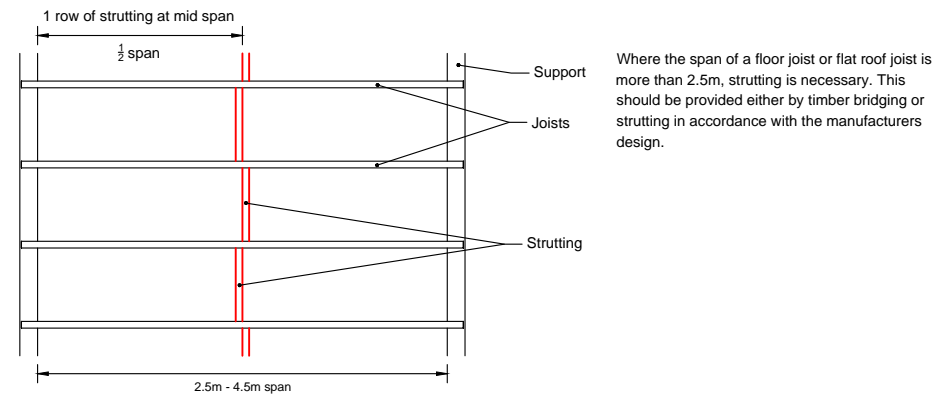 1 row of strutting at mid span
½ span
Support
Joists
Strutting
2.5m - 4.5m span
Where the span of a floor joist or flat roof joist is
more than 2.5m, strutting is necessary. This
should be provided either by timber bridging or
strutting in accordance with the manufacturers
design.